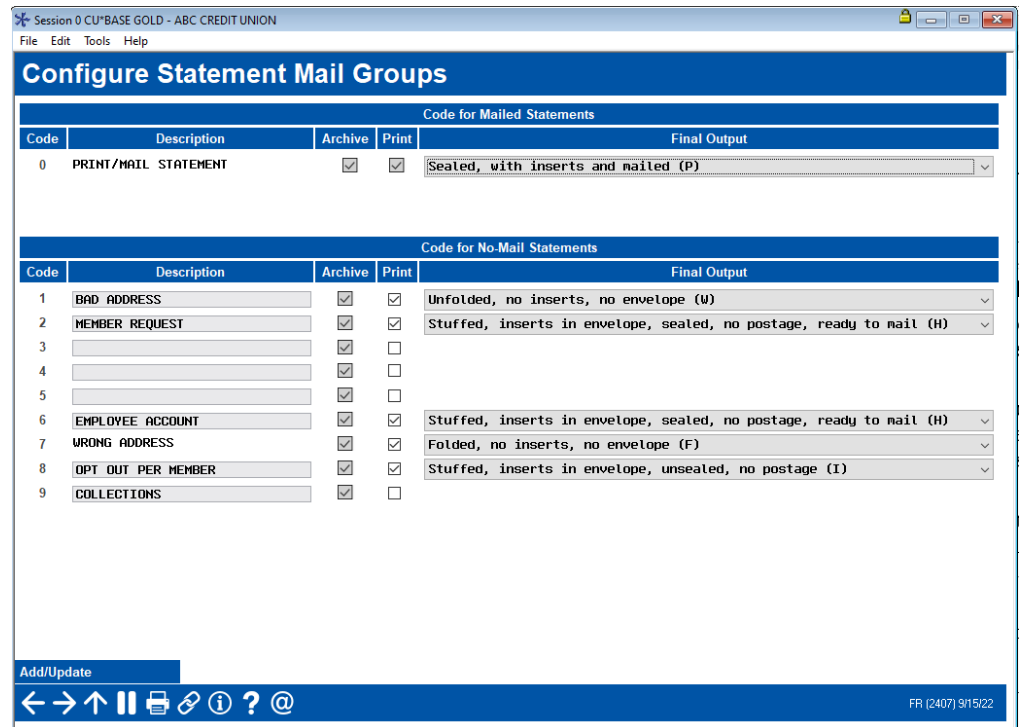 Session 0 CU*BASE GOLD - ABC CREDIT UNION
File Edit Tools Help
Configure Statement Mail Groups
Code for Mailed Statements
Code Description Archive Print Final Output
0 PRINT/MAIL STATEMENT Sealed, with inserts and mailed (P)
Code for No-Mail Statements
Code Description Archive Print Final Output
1 BAD ADDRESS Unfolded, no inserts, no envelope (W)
2 MEMBER REQUEST Stuffed, inserts in envelope, sealed, no postage, ready to mail (H)
3
4
5
6 EMPLOYEE ACCOUNT Stuffed, inserts in envelope, sealed, no postage, ready to mail (H)
7 WRONG ADDRESS Folded, no inserts, no envelope (F)
8 OPT OUT PER MEMBER Stuffed, inserts in envelope, unsealed, no postage (I)
9 COLLECTIONS
Add/Update
FR (2407) 9/15/22